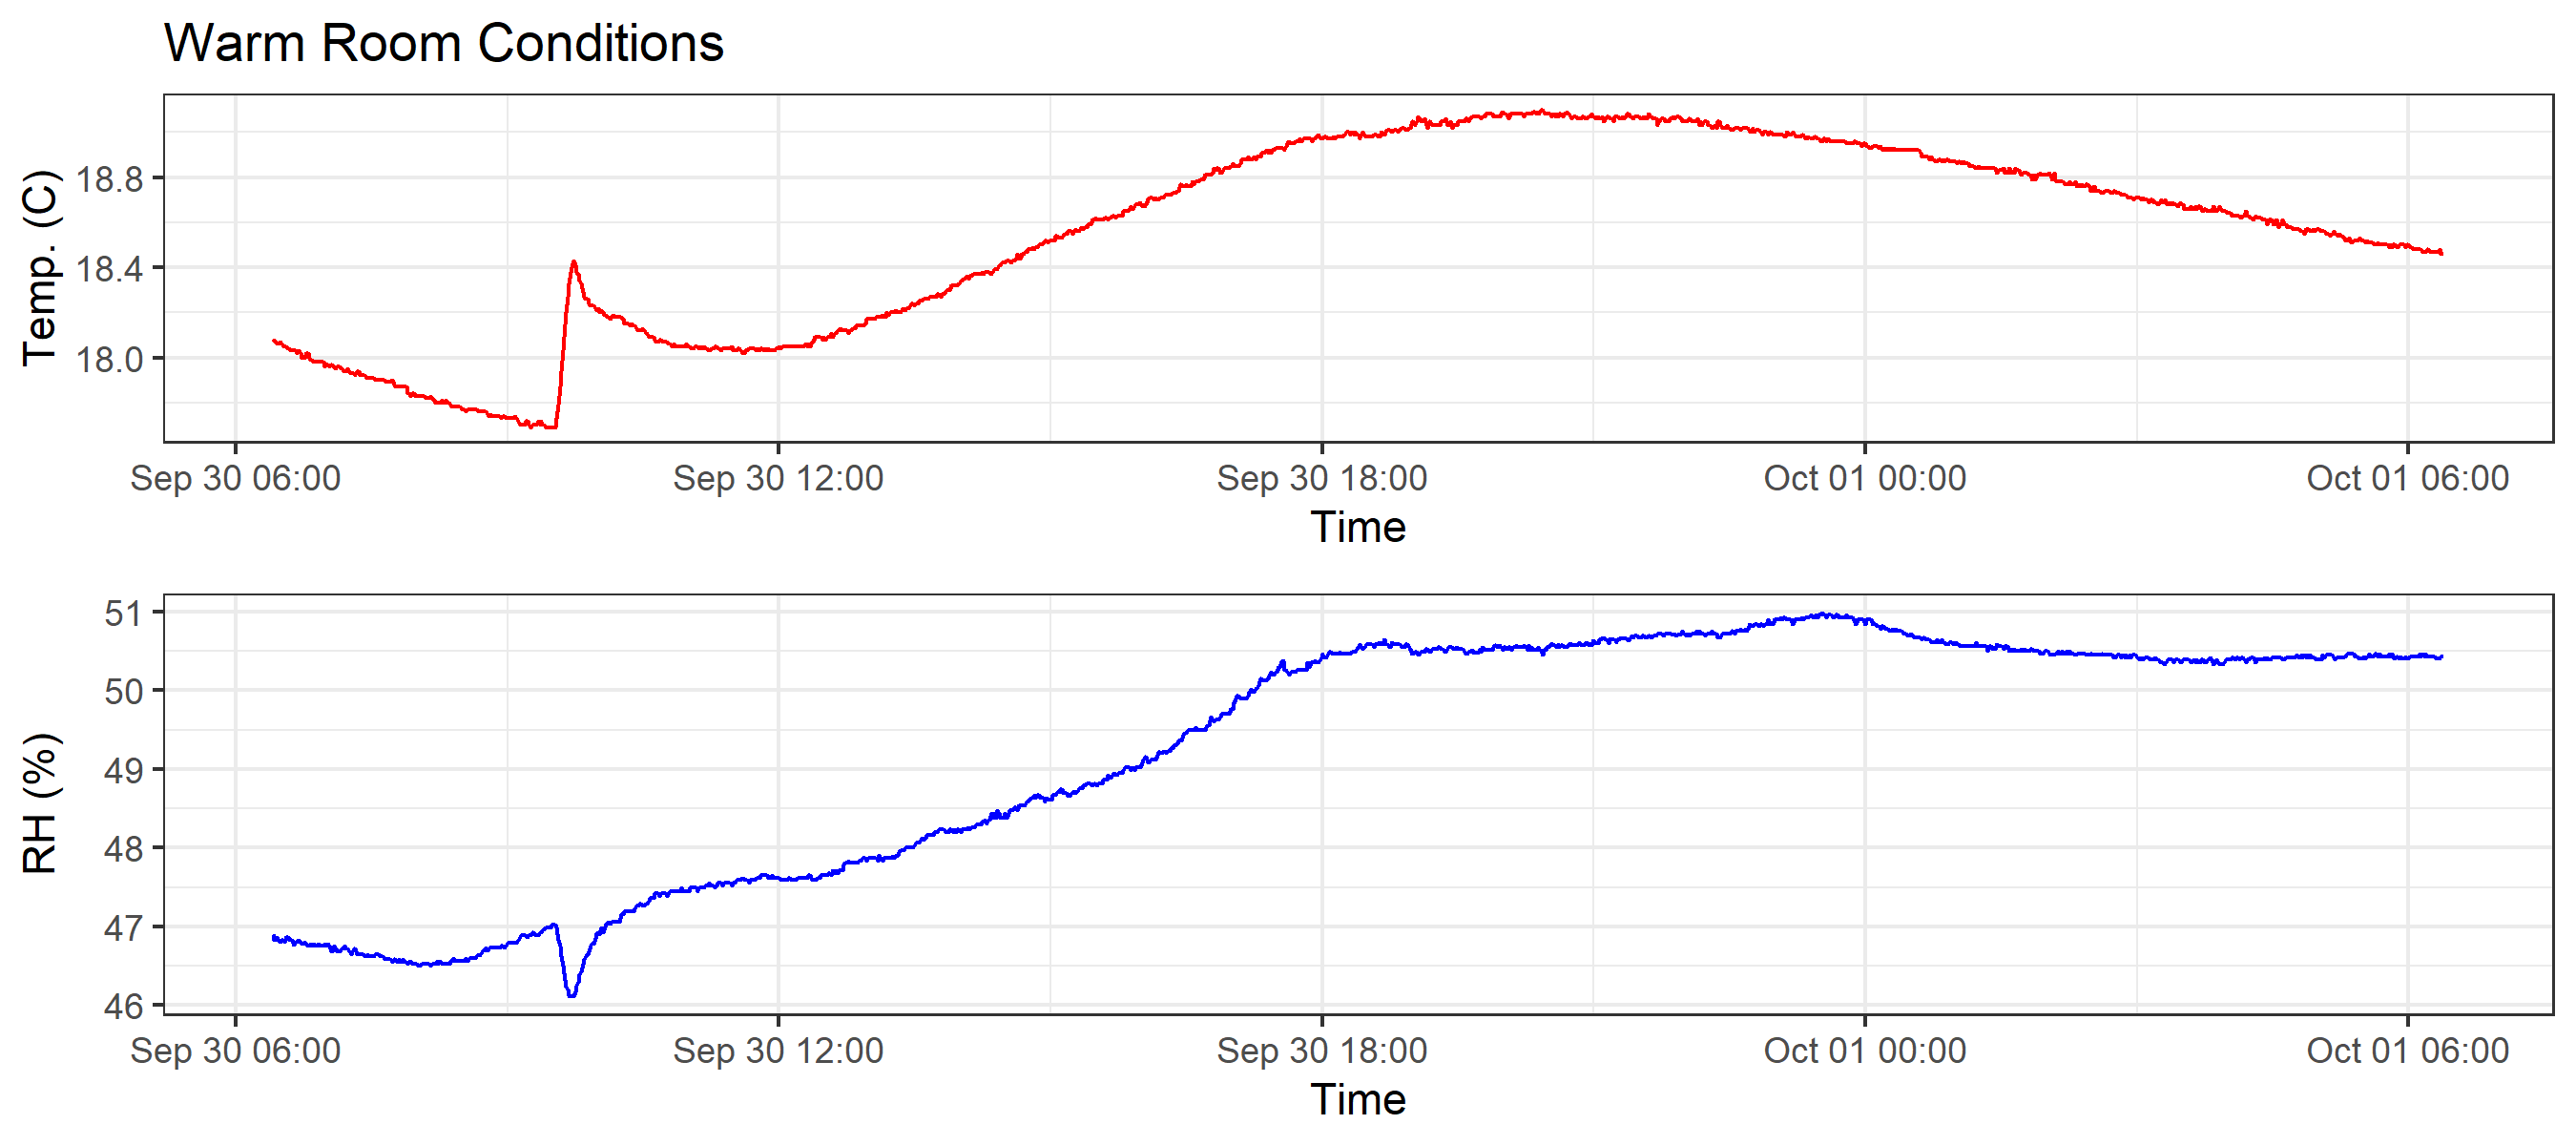 Warm Room Conditions
Temp. (C)
18.8
18.4
18.0
Sep 30 06:00 Sep 30 12:00 Sep 30 18:00 Oct 01 00:00 Oct 01 06:00
Time
RH (%)
51
50
49
48
47
46
Sep 30 06:00 Sep 30 12:00 Sep 30 18:00 Oct 01 00:00 Oct 01 06:00
Time